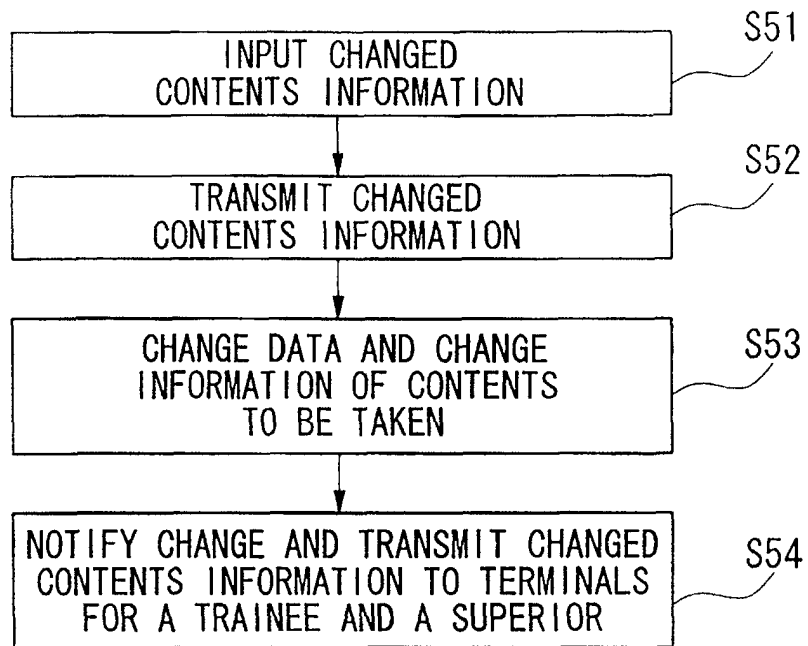 S51
INPUT CHANGED
CONTENTS INFORMATION
S52
TRANSMIT CHANGED
CONTENTS INFORMATION
S53
CHANGE DATA AND CHANGE
INFORMATION OF CONTENTS
TO BE TAKEN
S54
NOTIFY CHANGE AND TRANSMIT CHANGED
CONTENTS INFORMATION TO TERMINALS
FOR A TRAINEE AND A SUPERIOR